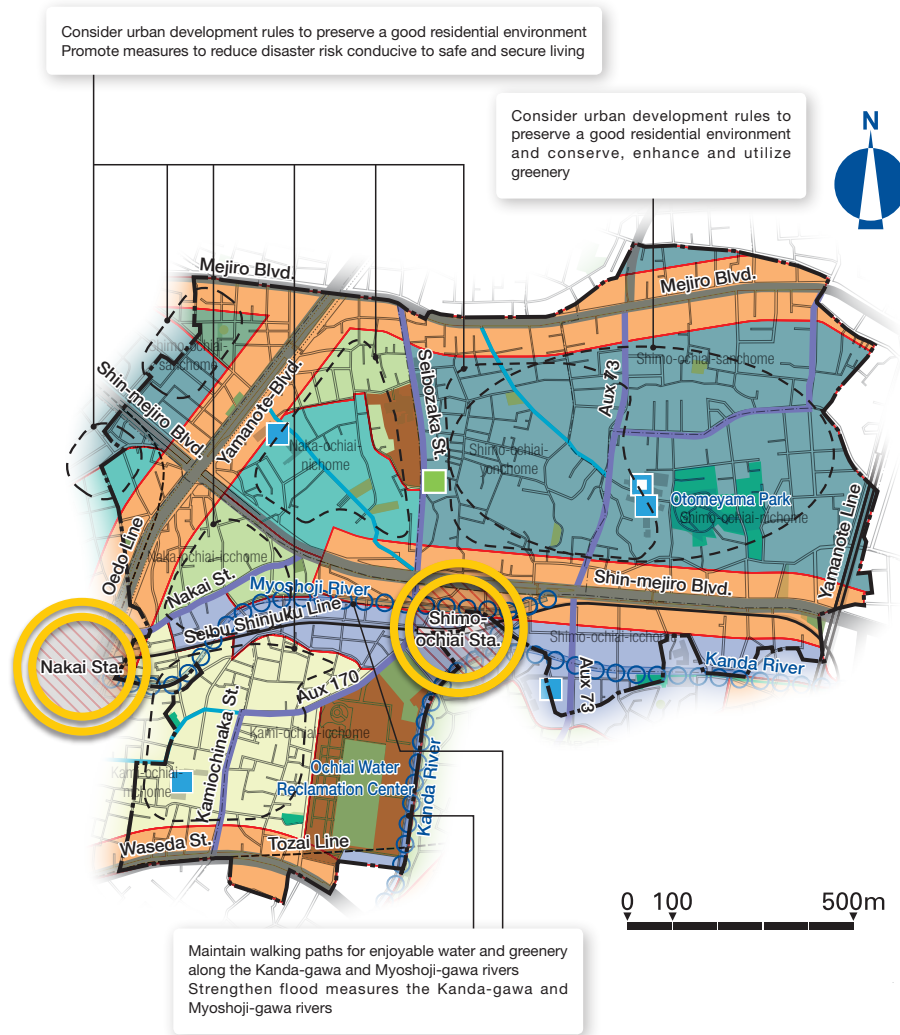 Consider urban development rules to preserve a good residential environment
Promote measures to reduce disaster risk conducive to safe and secure living
Consider urban development rules to
preserve a good residential environment
and conserve, enhance and utilize
greenery
N
Mejiro Blvd.
Mejiro Blvd.
Shimo-ochiai-
sanchome
Shin-mejiro Blvd.
Yamanote-Blvd.
Seibozaka St.
Aux 73
Shimo-ochiai-sanchome
Naka-ochiai-
nichome
Shimo-ochiai-
yonchome
Otomeyama Park
Shimo-ochiai-nichome
Oedo Line
Yamanote Line
Naka-ochiai-icchome
Nakai St.
Myoshoji River
Seibu Shinjuku Line
Shin-mejiro Blvd.
Shimo-
ochiai Sta.
Shimo-ochiai-icchome
Nakai Sta.
Kanda River
Aux 170
Aux 73
Kamiochinaka St.
Kami-ochiai-icchome
Kami-ochiai-
nichome
Ochiai Water
Reclamation Center
Kanda River
Waseda St.
Tozai Line
0 100 500m
Maintain walking paths for enjoyable water and greenery
along the Kanda-gawa and Myoshoji-gawa rivers
Strengthen flood measures the Kanda-gawa and
Myoshoji-gawa rivers